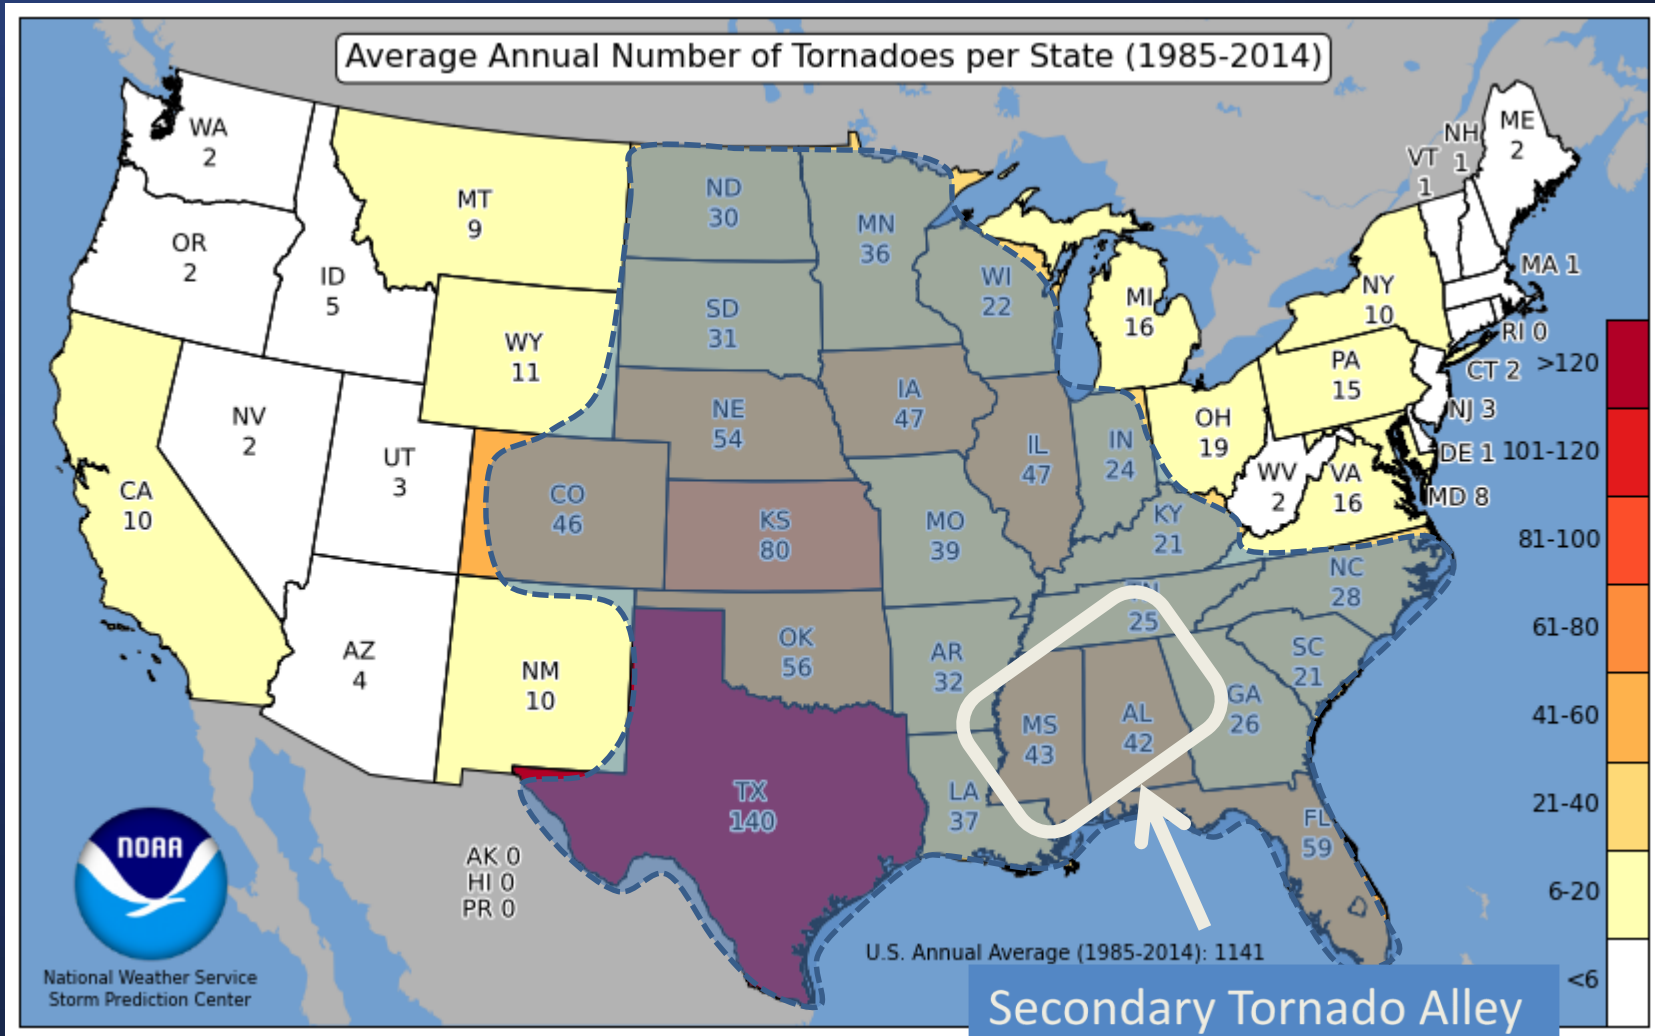 Average Annual Number of Tornadoes per State (1985-2014)
WA
2
OR
2
ID
5
MT
9
WY
11
CA
10
NV
2
UT
3
AZ
4
CO
46
NM
10
ND
30
SD
31
NE
54
KS
80
OK
56
TX
140
MN
36
IA
47
MO
39
AR
32
LA
37
WI
22
IL
47
IN
24
KY
21
TN
25
MS
43
AL
42
GA
26
FL
59
SC
21
NC
28
MI
16
OH
19
WV
2
VA
16
PA
15
NY
10
VT
1
NH
1
ME
2
MA 1
RI 0
CT 2
NJ 3
DE 1
MD 8
AK 0
HI 0
PR 0
>120
101-120
81-100
61-80
41-60
21-40
6-20
<6
NOAA
National Weather Service
Storm Prediction Center
U.S. Annual Average (1985-2014): 1141
Secondary Tornado Alley